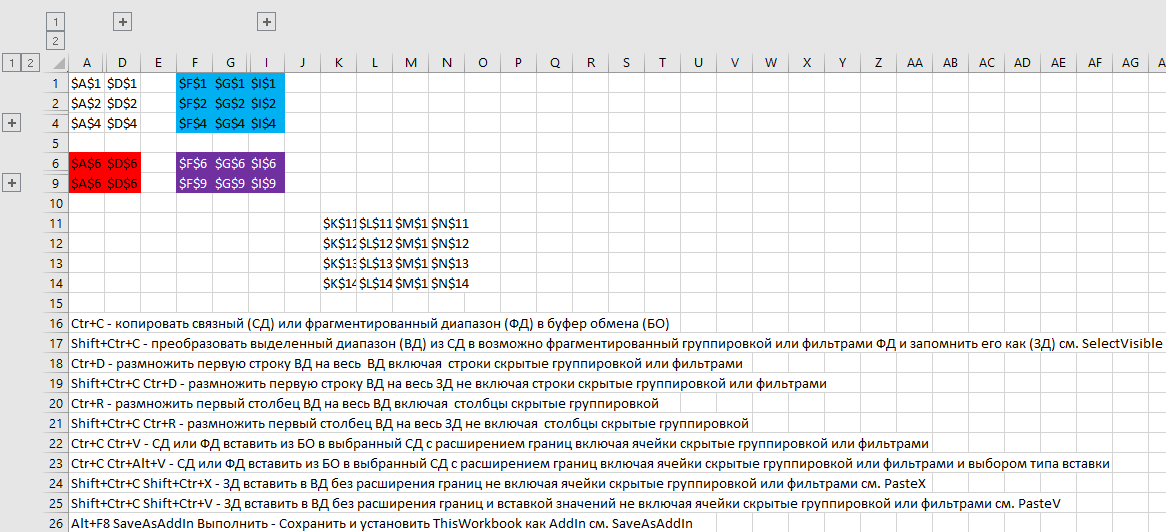 1
2
1 2 A D E F G I J K L M N O P Q R S T U V W X Y Z AA AB AC AD AE AF AG A
1 $A$1 $D$1 $F$1 $G$1 $I$1
2 $A$2 $D$2 $F$2 $G$2 $I$2
4 $A$4 $D$4 $F$4 $G$4 $I$4
5
6 $A$6 $D$6 $F$6 $G$6 $I$6
9 $A$6 $D$6 $F$9 $G$9 $I$9
10
11 $K$11 $L$11 $M$1 $N$11
12 $K$12 $L$12 $M$1 $N$12
13 $K$13 $L$13 $M$1 $N$13
14 $K$14 $L$14 $M$1 $N$14
15
16 Ctr+C - копировать связный (СД) или фрагментированный диапазон (ФД) в буфер обмена (БО)
17 Shift+Ctr+C - преобразовать выделенный диапазон (ВД) из СД в возможно фрагментированный группировкой или фильтрами ФД и запомнить его как (ЗД) см. SelectVisible
18 Ctr+D - размножить первую строку ВД на весь  ВД включая  строки скрытые группировкой или фильтрами
19 Shift+Ctr+C Ctr+D - размножить первую строку ВД на весь ЗД не включая строки скрытые группировкой или фильтрами
20 Ctr+R - размножить первый столбец ВД на весь ВД включая  столбцы скрытые группировкой
21 Shift+Ctr+C Ctr+R - размножить первый столбец ВД на весь ЗД не включая  столбцы скрытые группировкой
22 Ctr+C Ctr+V - СД или ФД вставить из БО в выбранный СД с расширением границ включая ячейки скрытые группировкой или фильтрами
23 Ctr+C Ctr+Alt+V - СД или ФД вставить из БО в выбранный СД с расширением границ включая ячейки скрытые группировкой или фильтрами и выбором типа вставки
24 Shift+Ctr+C Shift+Ctr+X - ЗД вставить в ВД без расширения границ не включая ячейки скрытые группировкой или фильтрами см. PasteX
25 Shift+Ctr+C Shift+Ctr+V - ЗД вставить в ВД без расширения границ и вставкой значений не включая ячейки скрытые группировкой или фильтрами см. PasteV
26 Alt+F8 SaveAsAddIn Выполнить - Сохранить и установить ThisWorkbook как AddIn см. SaveAsAddIn